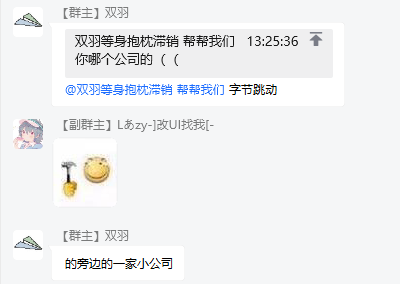 【群主】双羽
双羽等身抱枕滞销 帮帮我们 13:25:36
你哪个公司的（（
@双羽等身抱枕滞销 帮帮我们 字节跳动
【副群主】Lあzy-]改UI找我[-
【群主】双羽
的旁边的一家小公司